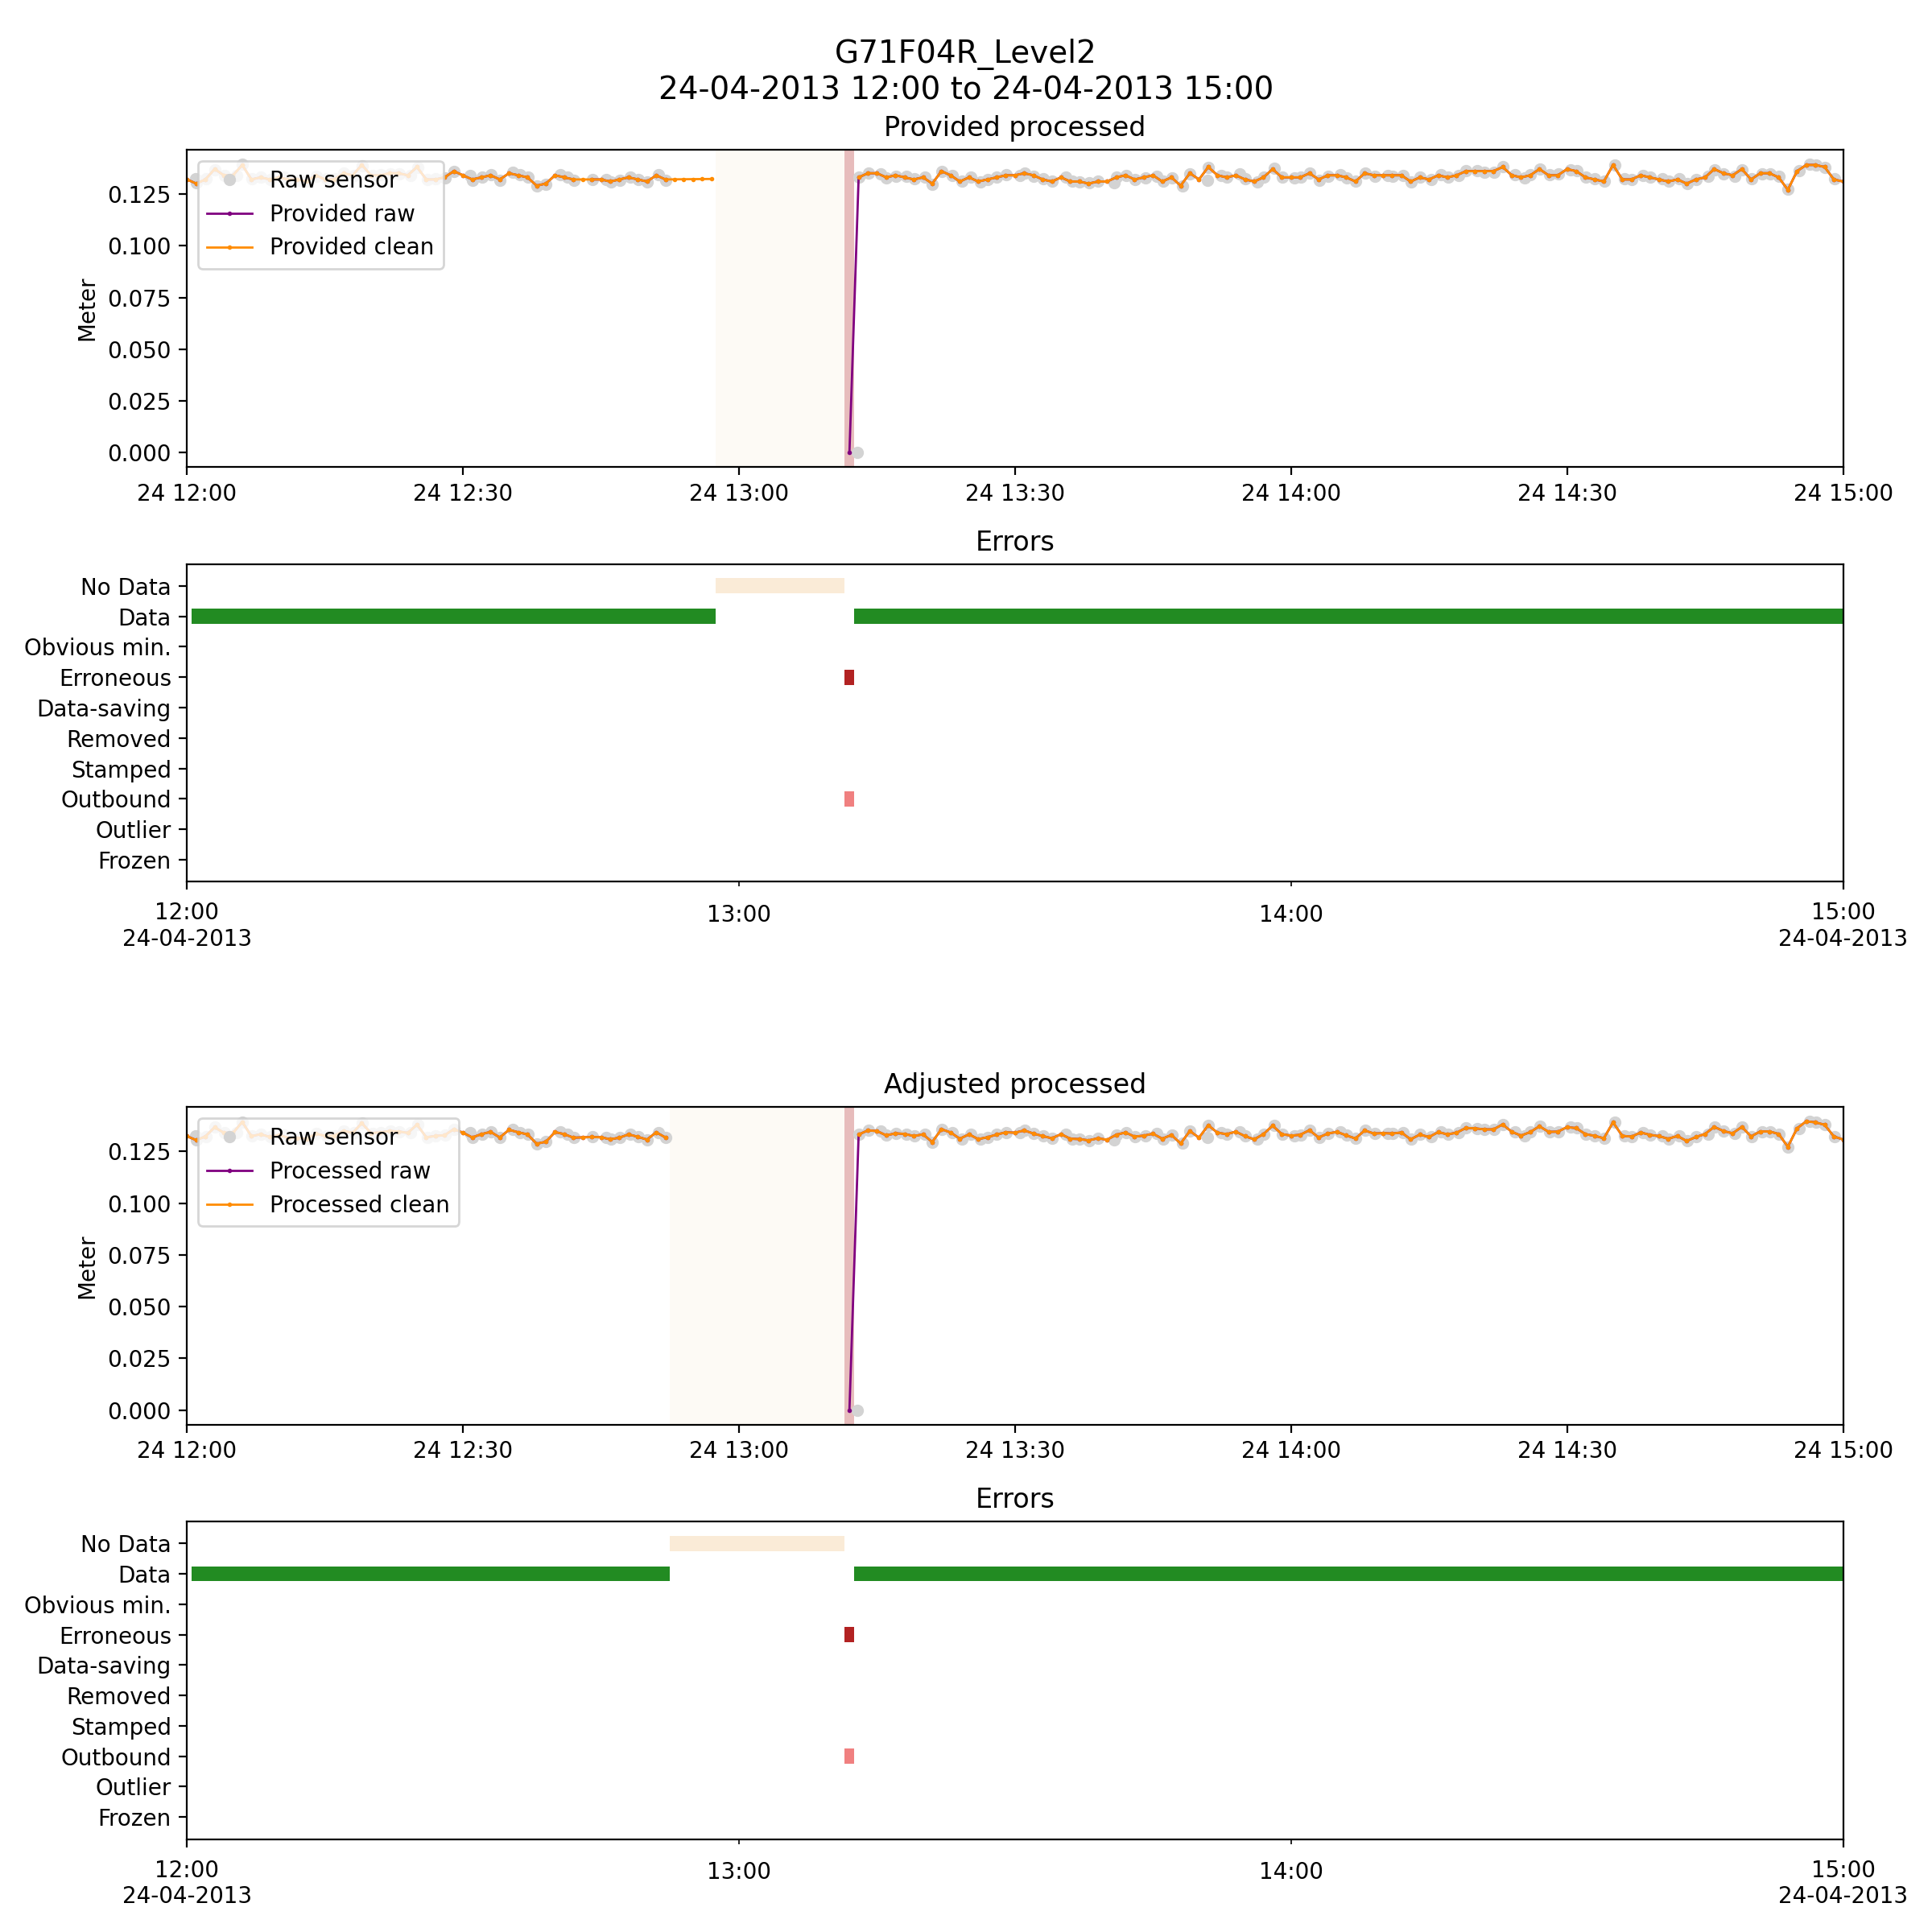 G71F04R_Level2
24-04-2013 12:00 to 24-04-2013 15:00
Provided processed
Raw sensor
Provided raw
Provided clean
Meter
0.125
0.100
0.075
0.050
0.025
0.000
24 12:00 24 12:30 24 13:00 24 13:30 24 14:00 24 14:30 24 15:00
Errors
No Data
Data
Obvious min.
Erroneous
Data-saving
Removed
Stamped
Outbound
Outlier
Frozen
12:00 13:00 14:00 15:00
24-04-2013 24-04-2013
Adjusted processed
Raw sensor
Processed raw
Processed clean
Meter
0.125
0.100
0.075
0.050
0.025
0.000
24 12:00 24 12:30 24 13:00 24 13:30 24 14:00 24 14:30 24 15:00
Errors
No Data
Data
Obvious min.
Erroneous
Data-saving
Removed
Stamped
Outbound
Outlier
Frozen
12:00 13:00 14:00 15:00
24-04-2013 24-04-2013